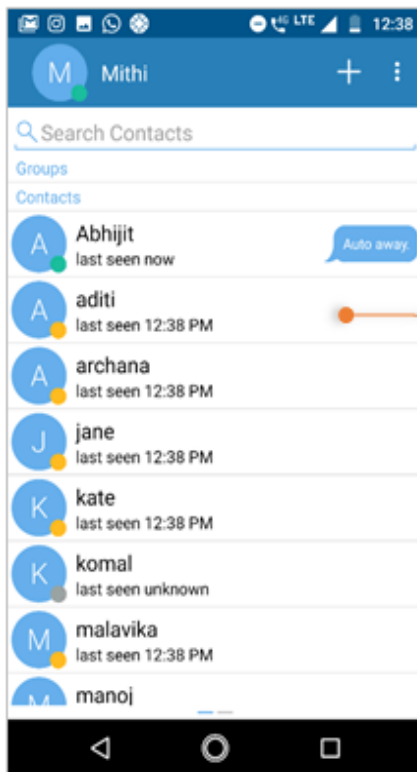 4G LTE 12:38
M Mithi
Search Contacts
Groups
Contacts
A Abhijit
last seen now
Auto away.
A aditi
last seen 12:38 PM
A archana
last seen 12:38 PM
J jane
last seen 12:38 PM
K kate
last seen 12:38 PM
K komal
last seen unknown
M malavika
last seen 12:38 PM
M manoj